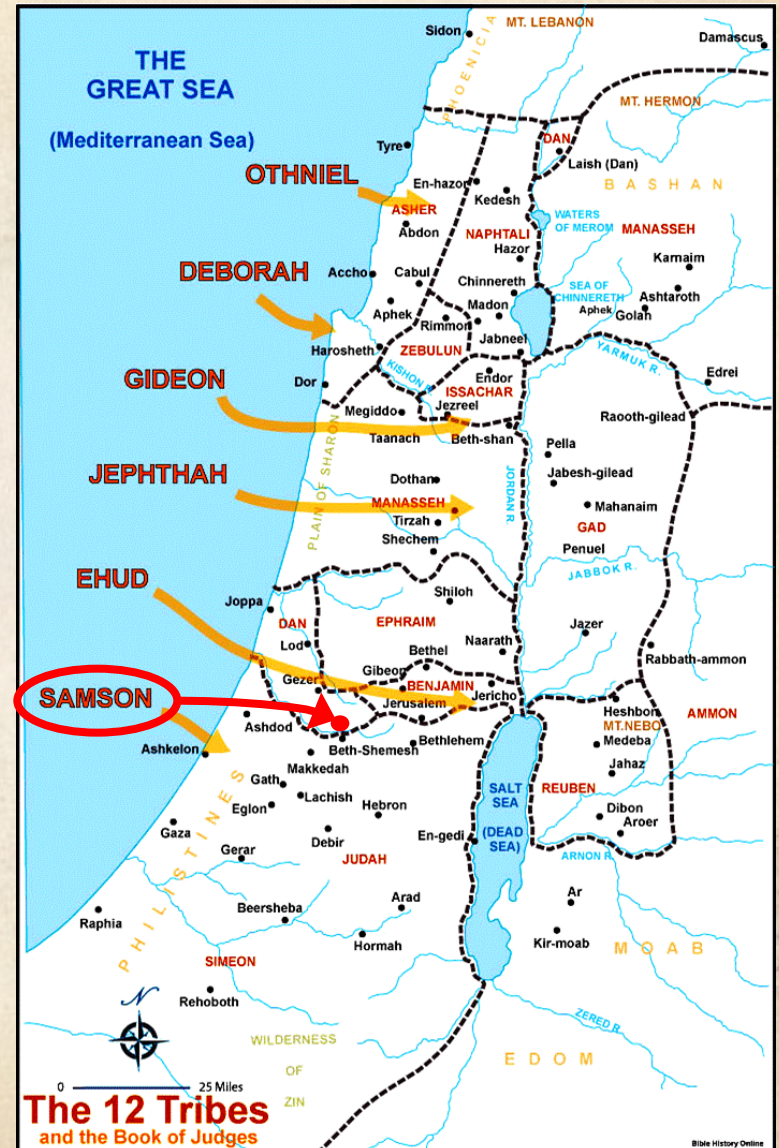 MT. LEBANON
Sidon
Damascus
THE
GREAT SEA
(Mediterranean Sea)
PHOENICIA
MT. HERMON
Tyre
DAN
Laish (Dan)
OTHNIEL
En-hazor
Kedesh
BASHAN
ASHER
Abdon
WATERS
OF MEROM
NAPHTALI
MANASSEH
Hazor
Karnaim
DEBORAH
Accho
Cabul
Chinnereth
SEA OF
CHINNERETH
Ashtaroth
Aphek
Madon
Aphek
Golah
Rimmon
Harosheth
ZEBULUN
Jabneel
YARMUK R.
KISHON R.
Endor
Edrei
GIDEON
Dor
ISSACHAR
Jezreel
Megiddo
Raooth-gilead
Taanach
Beth-shan
PLAIN OF SHARON
Pella
JEPHTHAH
Dothan
JORDAN R.
Jabesh-gilead
MANASSEH
Mahanaim
Tirzah
GAD
Shechem
Penuel
JABBOK R.
EHUD
Shiloh
Joppa
DAN
EPHRAIM
Jazer
Lod
Naarath
Bethel
Rabbath-ammon
Gibeon
Gezer
BENJAMIN
Jericho
SAMSON
Jerusalem
Heshbon
AMMON
Ashdod
MT.NEBO
Bethlehem
Medeba
Ashkelon
Beth-Shemesh
Makkedah
Jahaz
Gath
SALT
SEA
(DEAD
SEA)
REUBEN
Lachish
Eglon
Hebron
Dibon
Gaza
Aroer
Debir
En-gedi
Gerar
JUDAH
ARNON R.
PHILISTINES
Arad
Ar
Beersheba
Raphia
Hormah
Kir-moab
MOAB
SIMEON
Rehoboth
N
ZERED R.
WILDERNESS
OF
ZIN
EDOM
0 25 Miles
The 12 Tribes
and the Book of Judges
Bible History Online